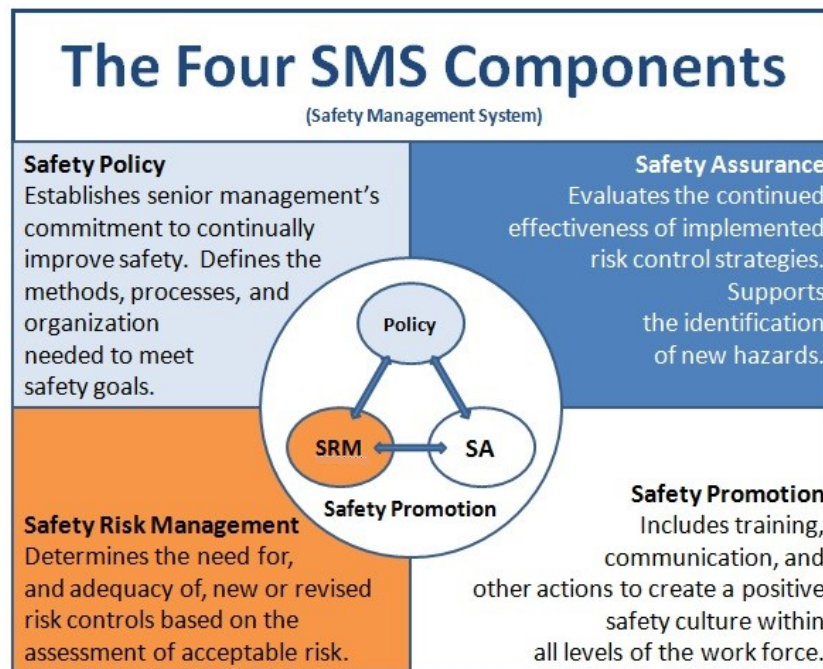 The Four SMS Components
(Safety Management System)
Safety Policy
Establishes senior management's
commitment to continually
improve safety. Defines the
methods, processes, and
organization
needed to meet
safety goals.
Safety Assurance
Evaluates the continued
effectiveness of implemented
risk control strategies.
Supports
the identification
of new hazards.
Policy
SRM
SA
Safety Promotion
Safety Risk Management
Determines the need for,
and adequacy of, new or revised
risk controls based on the
assessment of acceptable risk.
Safety Promotion
Includes training,
communication, and
other actions to create a positive
safety culture within
all levels of the work force.